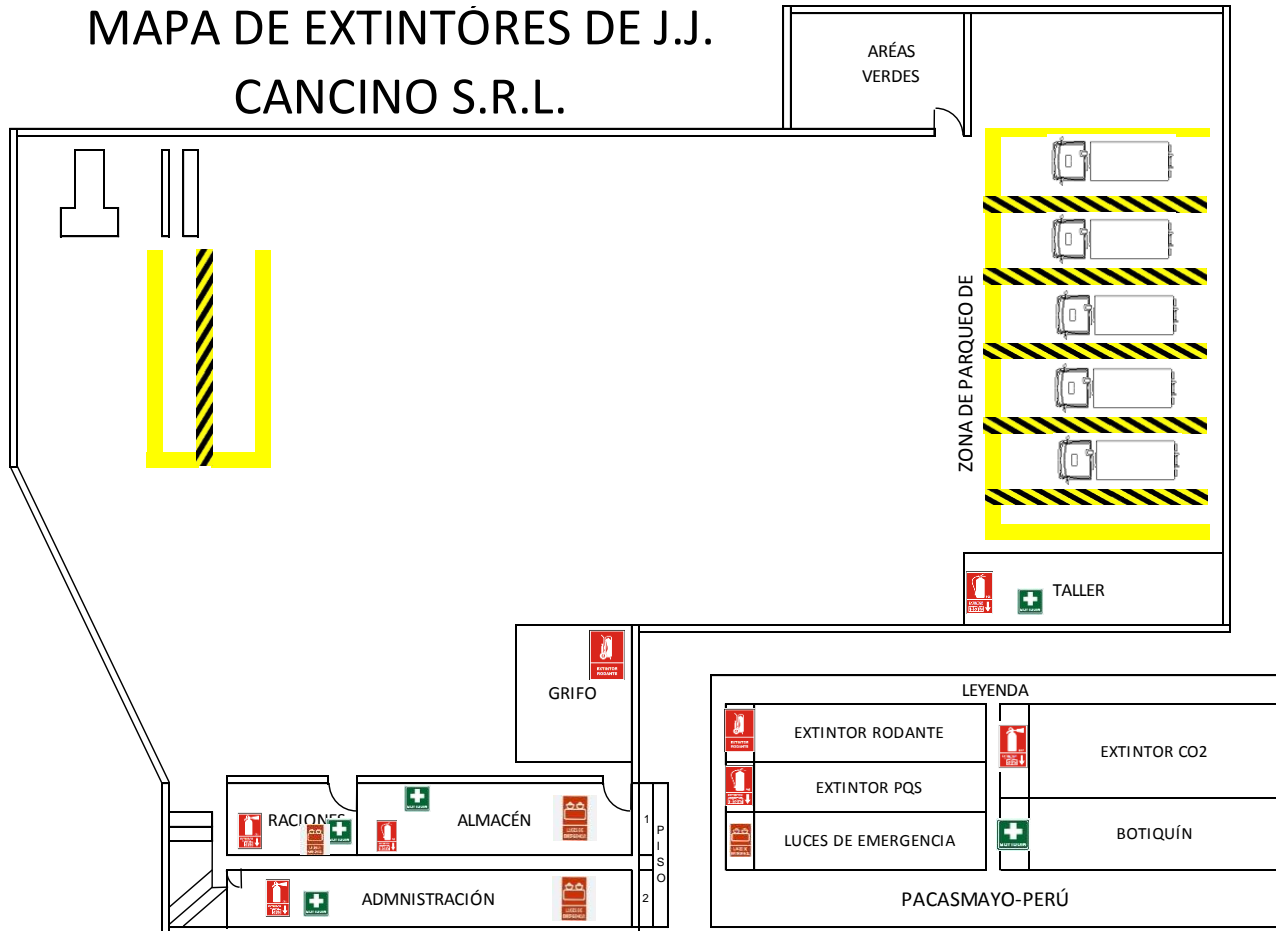 MAPA DE EXTINTÓRES DE J.J.
CANCINO S.R.L.
ARÉAS
VERDES
ZONA DE PARQUEO DE
TALLER
EXTINTOR
RODANTE
GRIFO
LEYENDA
EXTINTOR RODANTE
EXTINTOR CO2
EXTINTOR PQS
LUCES DE EMERGENCIA
BOTIQUÍN
PACASMAYO-PERÚ
RACIONES
ALMACÉN
1
PISO
2
ADMNISTRACIÓN